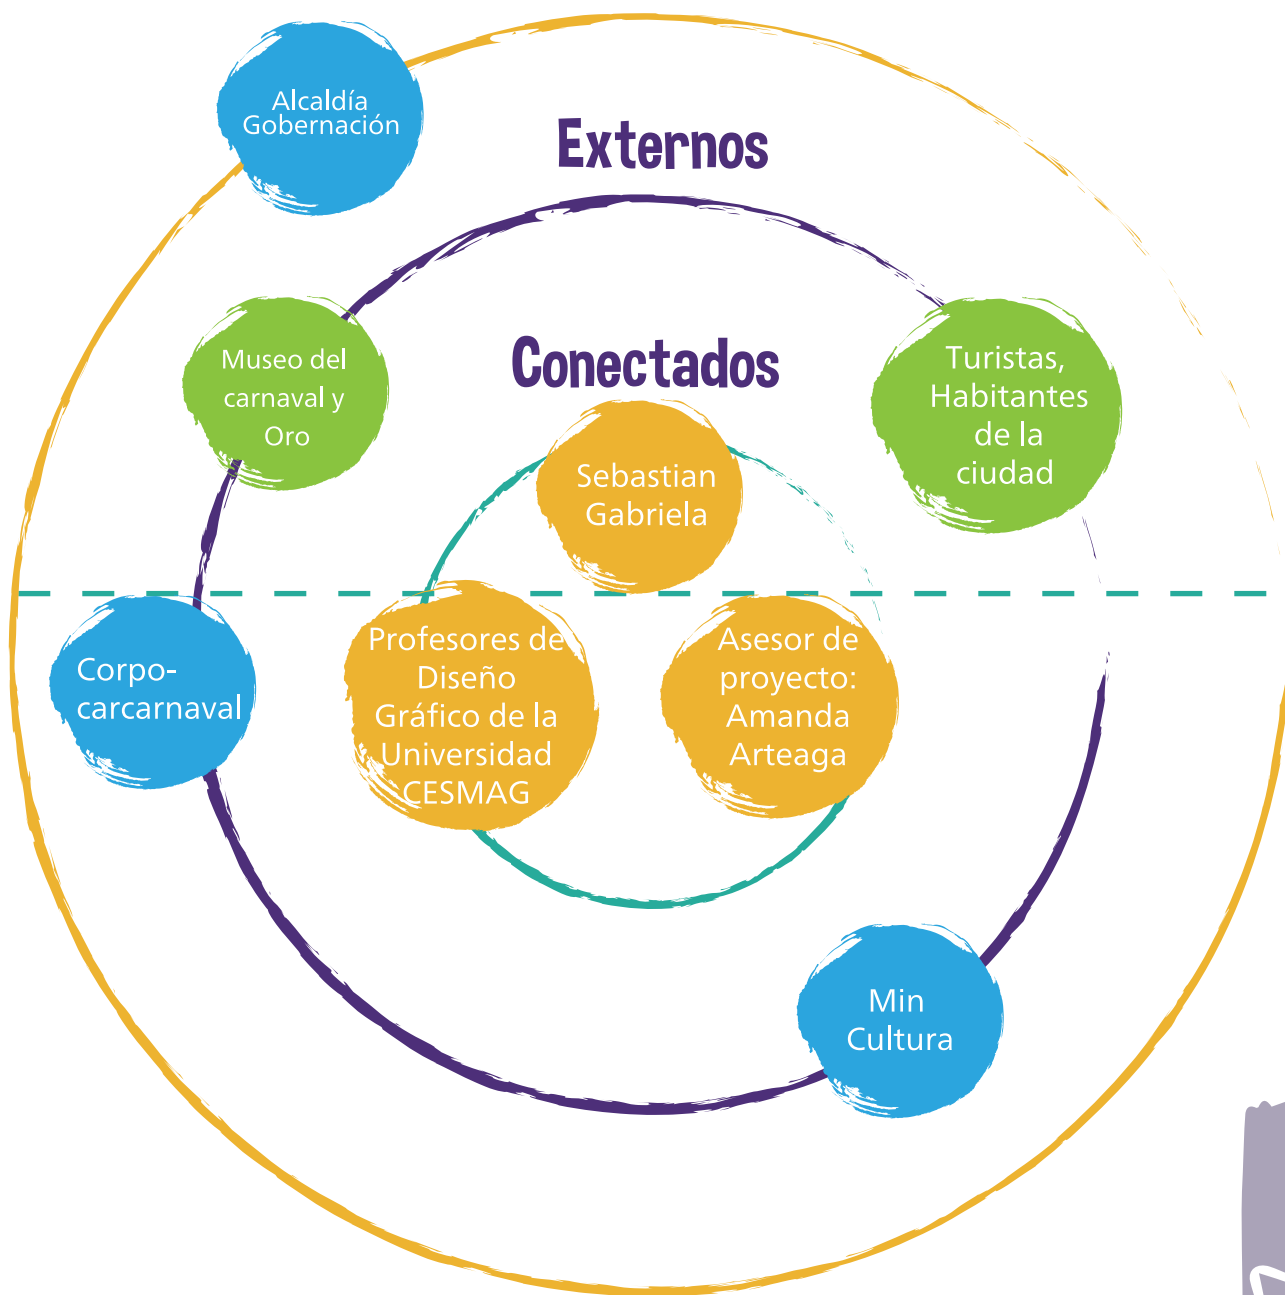 Alcaldía
Gobernación
Externos
Museo del
carnaval y
Oro
Conectados
Turistas,
Habitantes
de la
ciudad
Sebastian
Gabriela
Corpo-
carcarnaval
Profesores de
Diseño
Gráfico de la
Universidad
CESMAG
Asesor de
proyecto:
Amanda
Arteaga
Min
Cultura